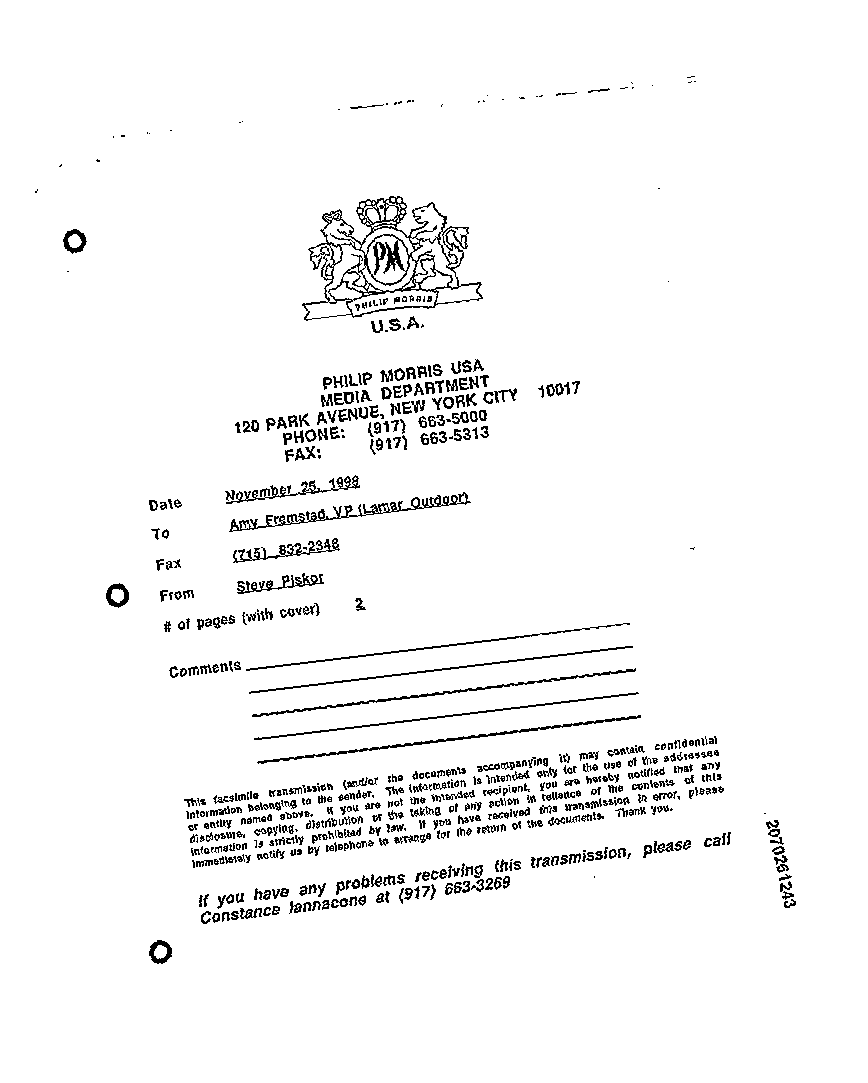 PM
PHILIP MORRIS
U.S.A.
PHILIP MORRIS USA
MEDIA DEPARTMENT
120 PARK AVENUE, NEW YORK CITY 10017
PHONE: (917) 663-5000
FAX: (917) 663-5313
Date November 25, 1998
To Amy Fremstad, VP (Lamar Outdoor)
Fax (715) 832-2348
From Steve Piskor
# of pages (with cover) 2
Comments
This facsimile transmission (and/or the documents accompanying it) may contain confidential
information belonging to the sender. The information is intended only for the use of the addressee
or entity named above. If you are not the intended recipient, you are hereby notified that any
disclosure, copying, distribution or the taking of any action in reliance of the contents of this
information is strictly prohibited by law. If you have received this transmission in error, please
immediately notify us by telephone to arrange for the return of the documents. Thank you.
If you have any problems receiving this transmission, please call
Constance Iannacone at (917) 663-3269
2070261243